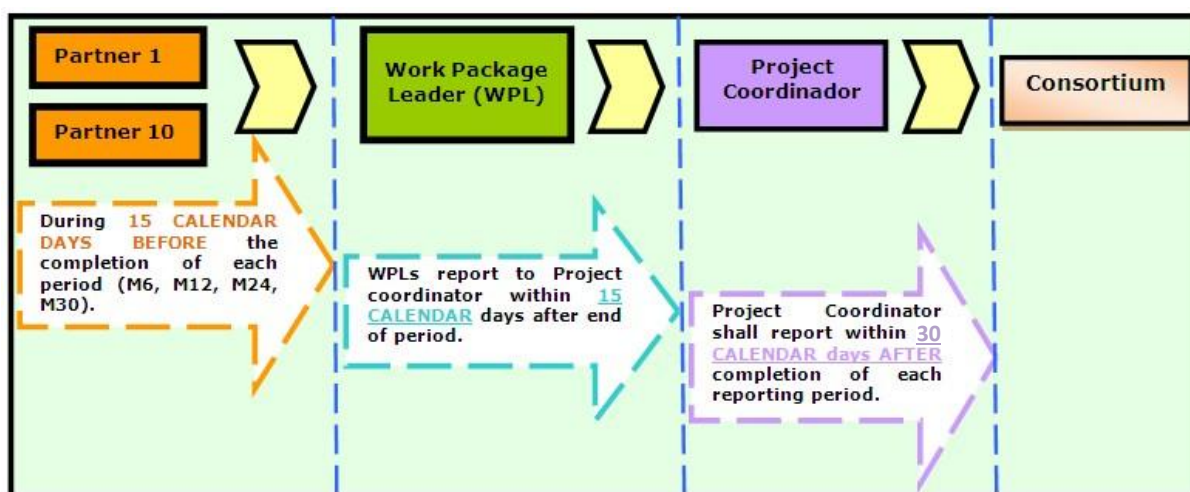 Partner 1
Partner 10
Work Package
Leader (WPL)
Project
Coordinador
Consortium
During 15 CALENDAR
DAYS BEFORE the
completion of each
period (M6, M12, M24,
M30).
WPLs report to Project
coordinator within 15
CALENDAR days after end
of period.
Project Coordinator
shall report within 30
CALENDAR days AFTER
completion of each
reporting period.